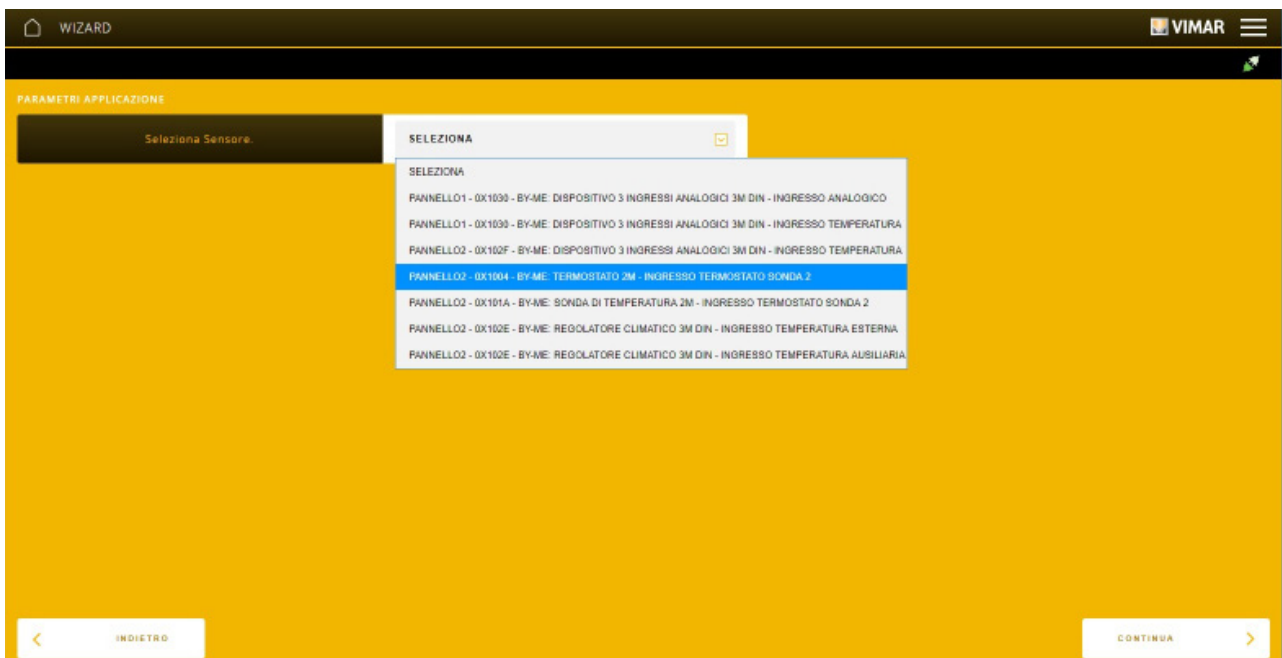 WIZARD
VIMAR
PARAMETRI APPLICAZIONE
Seleziona Sensore.
SELEZIONA
SELEZIONA
PANNELLO1 - 0X1030 - BY-ME: DISPOSITIVO 3 INGRESSI ANALOGICI 3M DIN - INGRESSO ANALOGICO
PANNELLO1 - 0X1030 - BY-ME: DISPOSITIVO 3 INGRESSI ANALOGICI 3M DIN - INGRESSO TEMPERATURA
PANNELLO2 - 0X102F - BY-ME: DISPOSITIVO 3 INGRESSI ANALOGICI 3M DIN - INGRESSO TEMPERATURA
PANNELLO2 - 0X1004 - BY-ME: TERMOSTATO 2M - INGRESSO TERMOSTATO SONDA 2
PANNELLO2 - 0X101A - BY-ME: SONDA DI TEMPERATURA 2M - INGRESSO TERMOSTATO SONDA 2
PANNELLO2 - 0X102E - BY-ME: REGOLATORE CLIMATICO 3M DIN - INGRESSO TEMPERATURA ESTERNA
PANNELLO2 - 0X102E - BY-ME: REGOLATORE CLIMATICO 3M DIN - INGRESSO TEMPERATURA AUSILIARIA
INDIETRO
CONTINUA